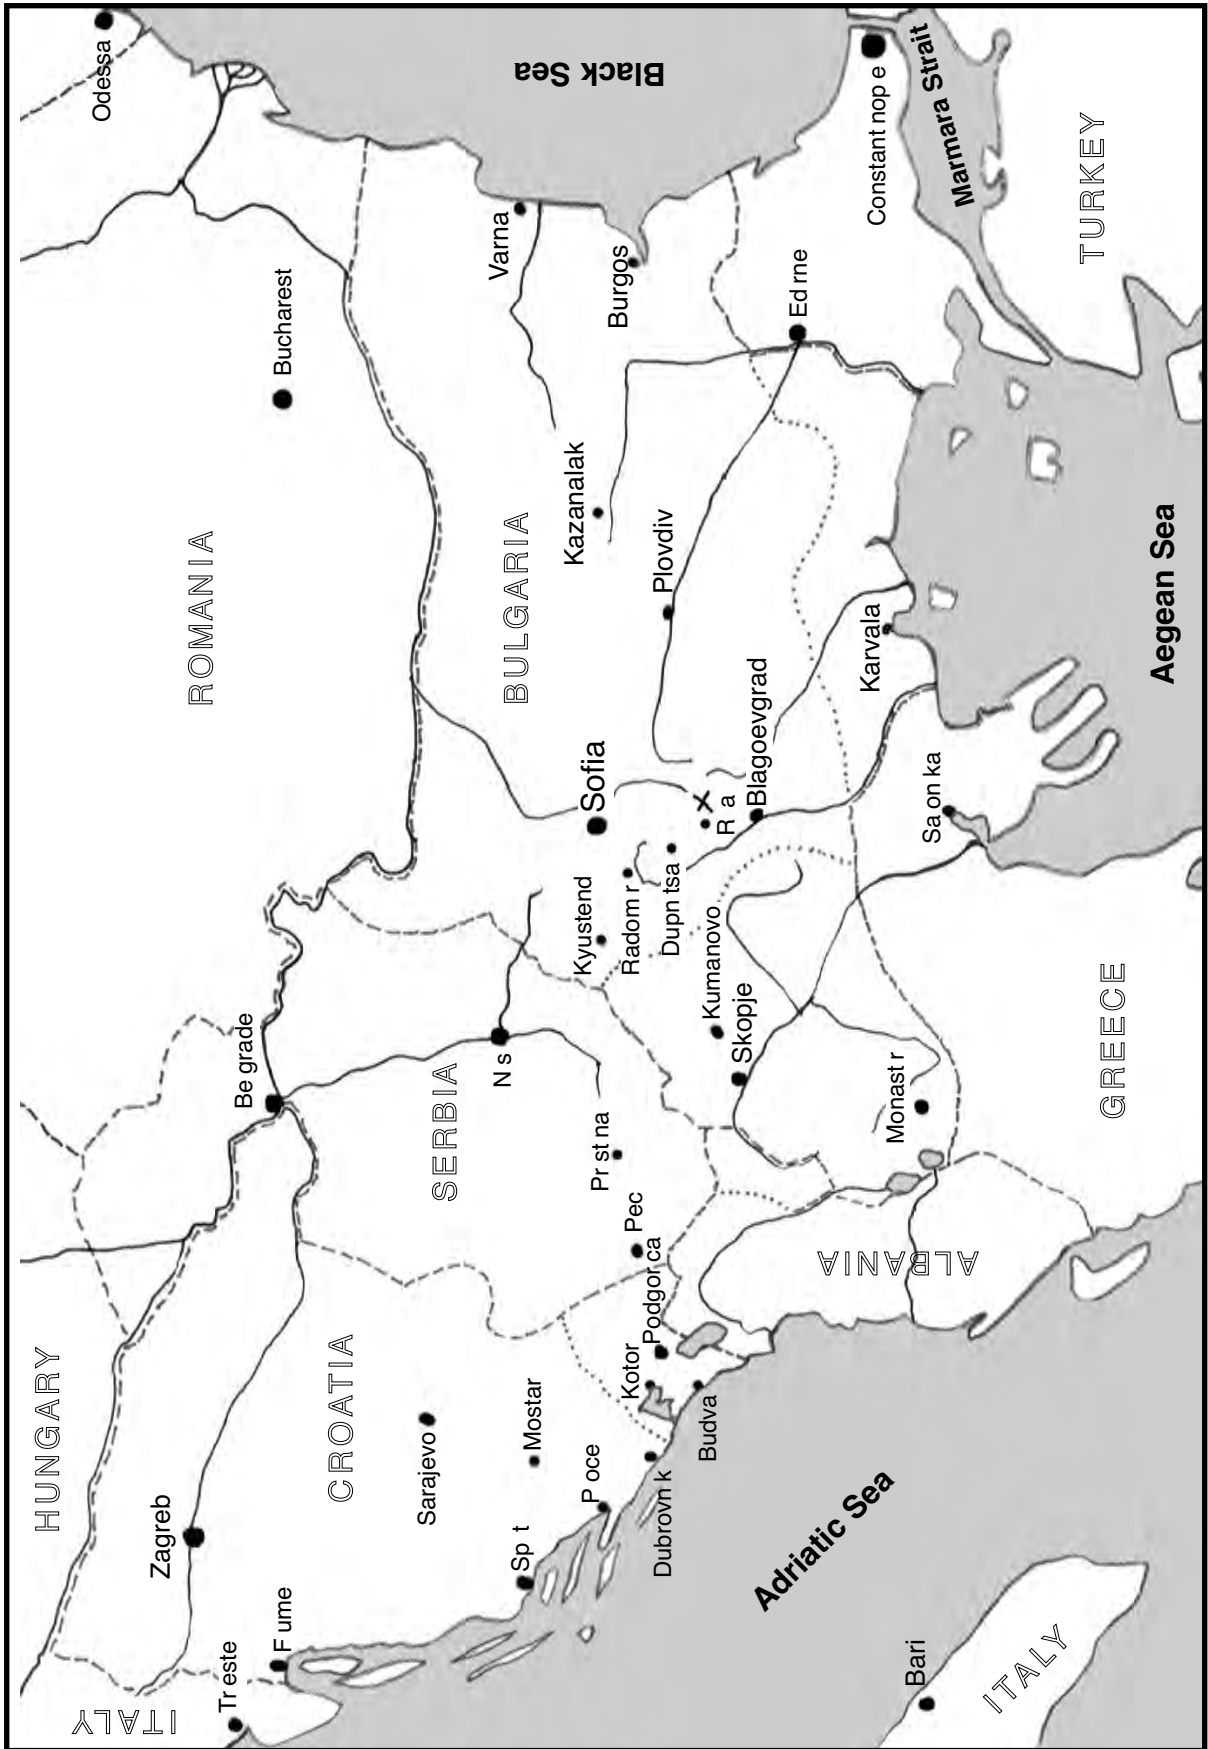 Odessa
Black Sea
Constant nop e
Marmara Strait
TURKEY
Varna
Burgos
Ed rne
Bucharest
Kazanalak
Plovdiv
ROMANIA
BULGARIA
Karvala
Aegean Sea
Sofia
Blagoevgrad
R a
Sa on ka
Kyustend
Radom r
Dupn tsa
Kumanovo
Skopje
Monast r
GREECE
Be grade
N s
SERBIA
Pr st na
Pec
Podgor ca
ALBANIA
Kotor
Budva
HUNGARY
CROATIA
Sarajevo
Mostar
P oce
Dubrovn k
Zagreb
Sp t
Adriatic Sea
F ume
Tr este
ITALY
Bari
ITALY